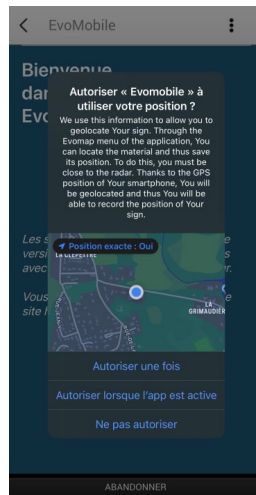 EvoMobile
Bienvenue
Autoriser « Evomobile » à
utiliser votre position ?
We use this information to allow you to
geolocate Your sign. Through the
Evomap menu of the application, You
can locate the material and thus save
its position. To do this, you must be
close to the radar. Thanks to the GPS
position of Your smartphone, You will
be geolocated and thus You will be
able to record the position of Your
sign.
dan
Evo
Les s
versi
avec
Vous
site h
Position exacte : Oui
LA
GRIMAUDIÈR
Autoriser une fois
Autoriser lorsque l'app est active
Ne pas autoriser
ABANDONNER